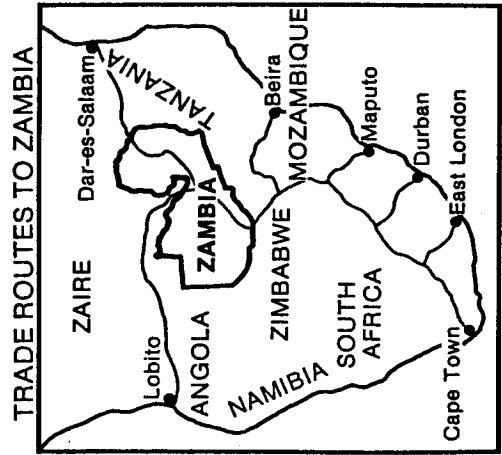 TRADE ROUTES TO ZAMBIA
Dar-es-Salaam
ZAIRE
TANZANIA
Lobito
ZAMBIA
ANGOLA
Beira
MOZAMBIQUE
ZIMBABWE
NAMIBIA
Maputo
SOUTH
AFRICA
Durban
East London
Cape Town